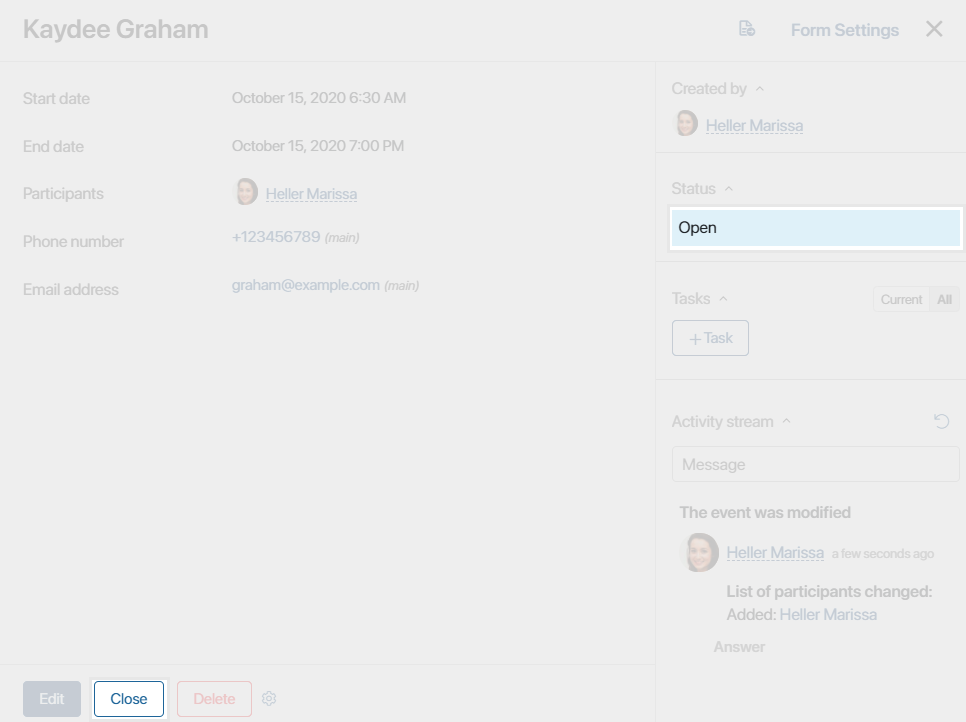 Kaydee Graham
Form Settings
Start date October 15, 2020 6:30 AM
End date October 15, 2020 7:00 PM
Participants Heller Marissa
Phone number +123456789 (main)
Email address graham@example.com (main)
Edit Close Delete
Created by
Heller Marissa
Status
Open
Tasks Current All
+ Task
Activity stream
Message
The event was modified
Heller Marissa a few seconds ago
List of participants changed:
Added: Heller Marissa
Answer